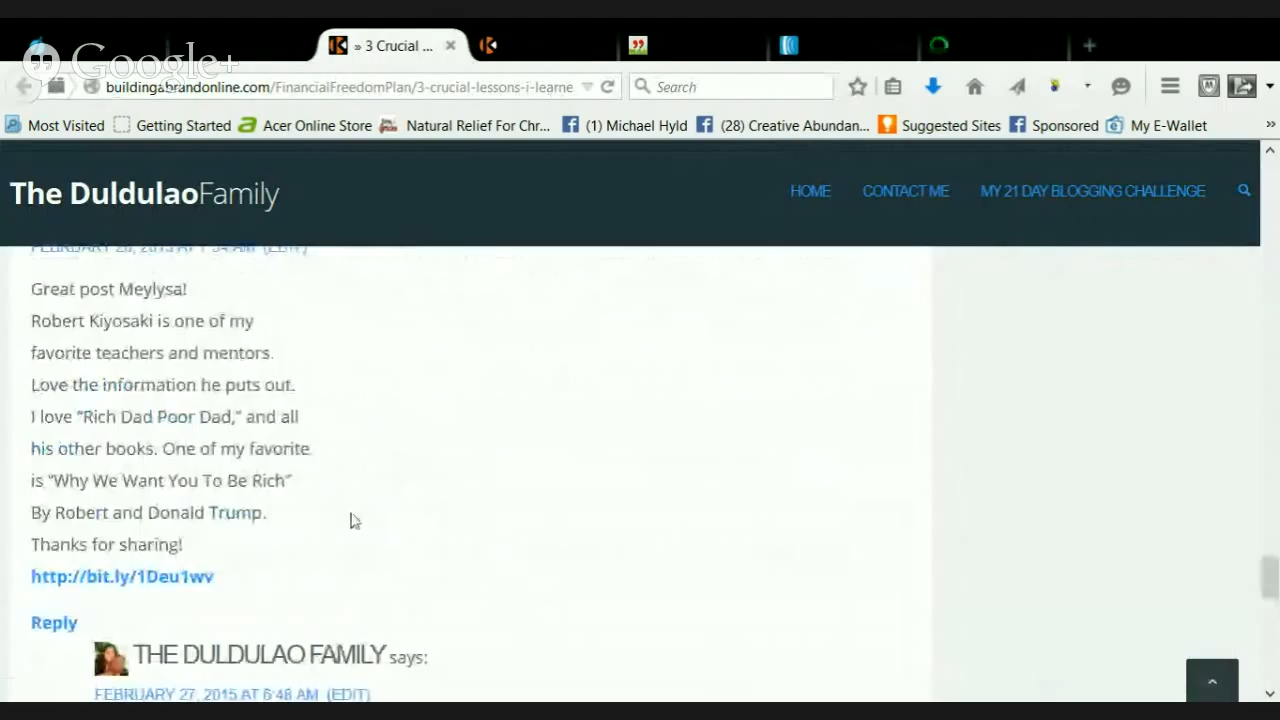 Google+
» 3 Crucial ...
buildingabrandonline.com/FinancialFreedomPlan/3-crucial-lessons-i-learne
Search
Most Visited Getting Started Acer Online Store Natural Relief For Chr... (1) Michael Hyld (28) Creative Abundan... Suggested Sites Sponsored My E-Wallet »
The DuldulaoFamily
HOME CONTACT ME MY 21 DAY BLOGGING CHALLENGE
Great post Meylysa!
Robert Kiyosaki is one of my
favorite teachers and mentors.
Love the information he puts out.
I love “Rich Dad Poor Dad,” and all
his other books. One of my favorite
is “Why We Want You To Be Rich”
By Robert and Donald Trump.
Thanks for sharing!
http://bit.ly/1Deu1wv
Reply
THE DULDULAO FAMILY says:
FEBRUARY 27, 2015 AT 6:48 AM (EDIT)